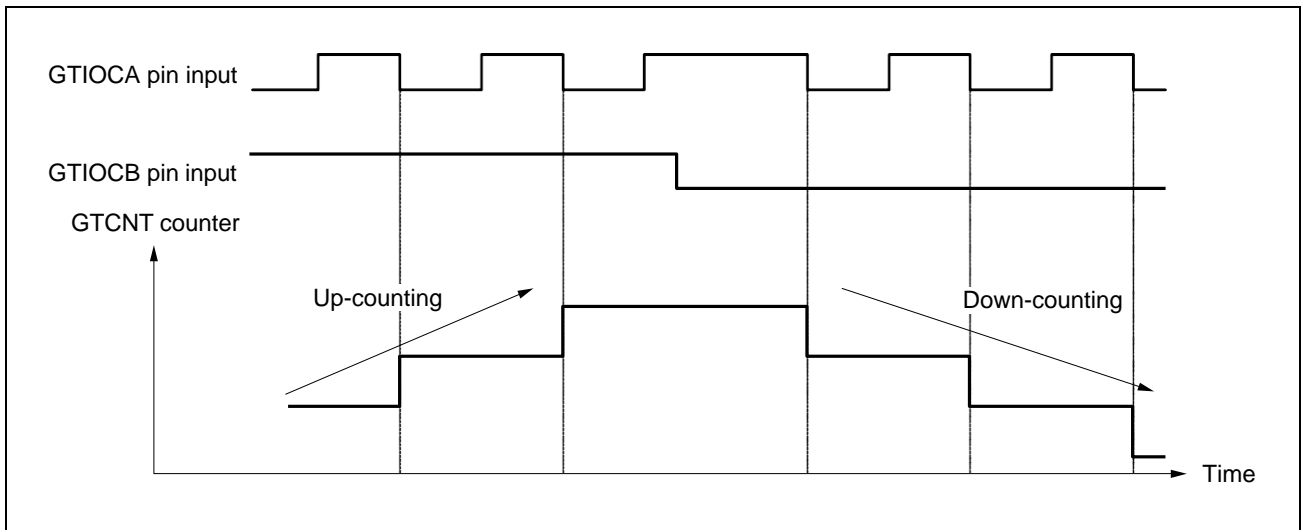 GTIOCA pin input
GTIOCB pin input
GTCNT counter
Up-counting
Down-counting
Time